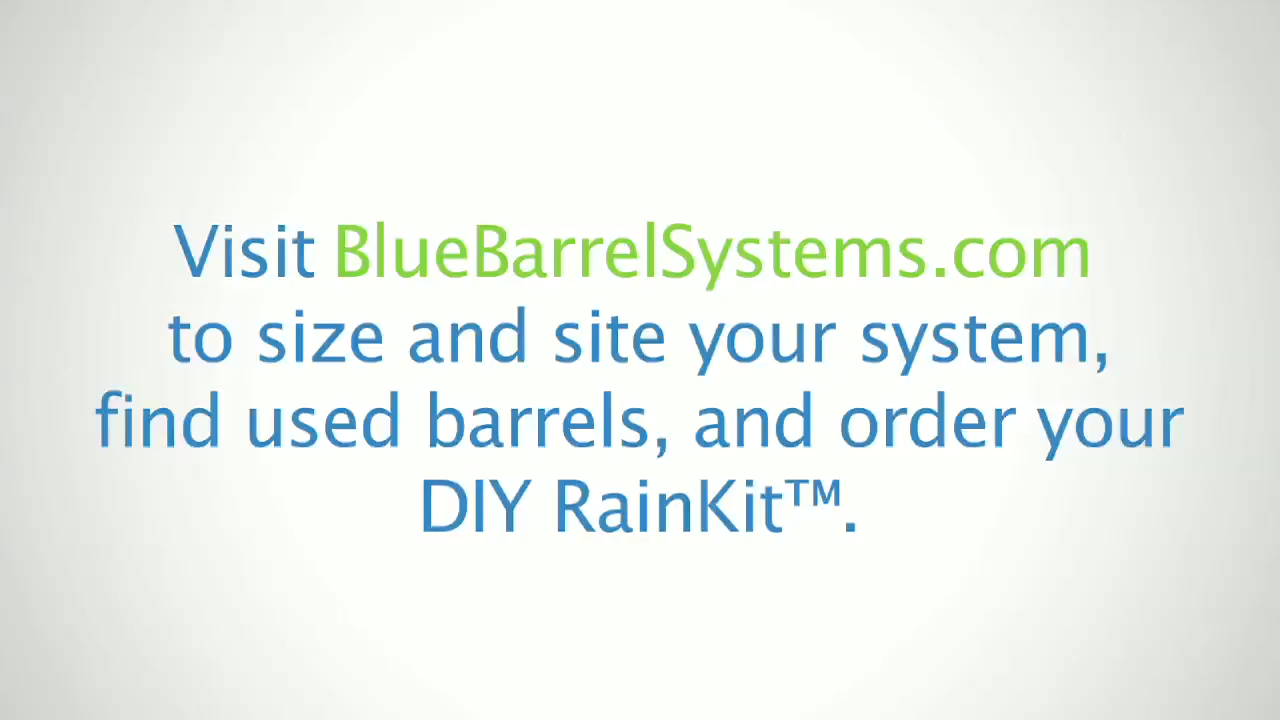 Visit BlueBarrelSystems.com
to size and site your system,
find used barrels, and order your
DIY RainKit™.